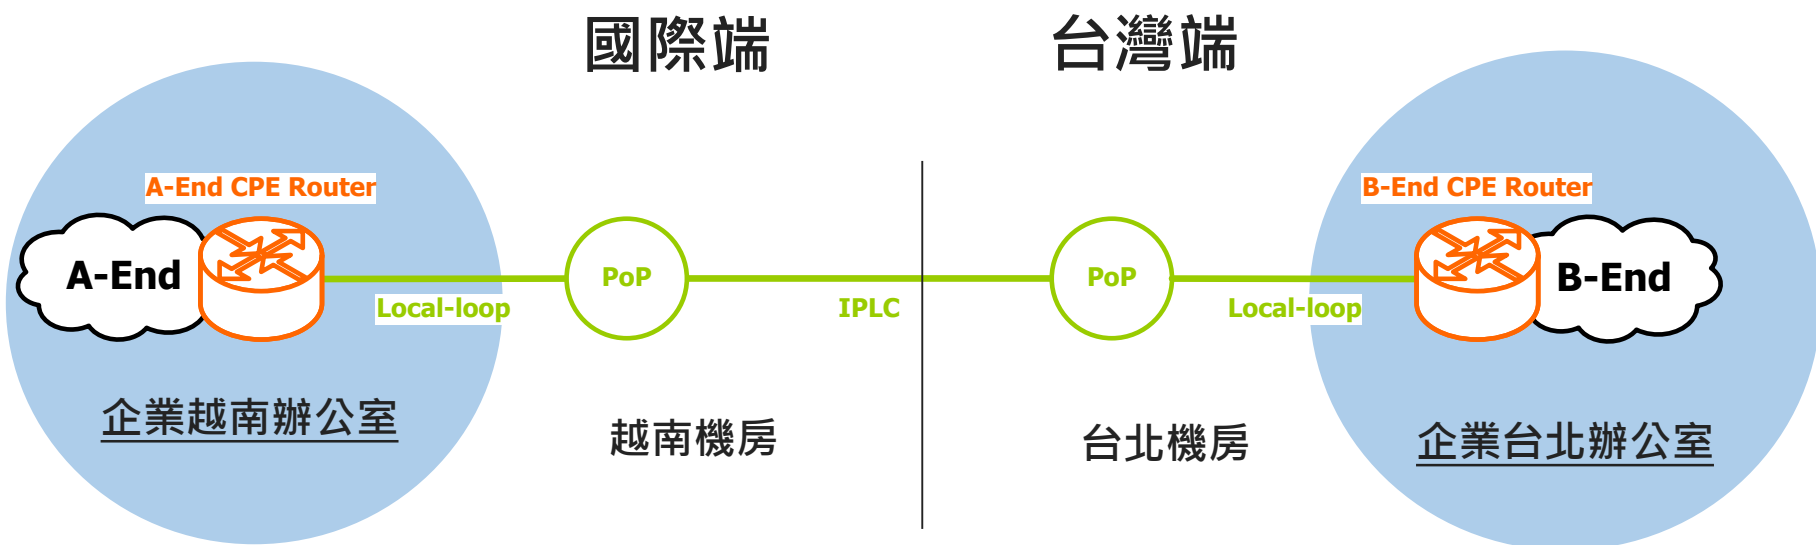 國際端
台灣端
A-End CPE Router
B-End CPE Router
A-End
PoP
PoP
B-End
Local-loop
IPLC
Local-loop
企業越南辦公室
越南機房
台北機房
企業台北辦公室